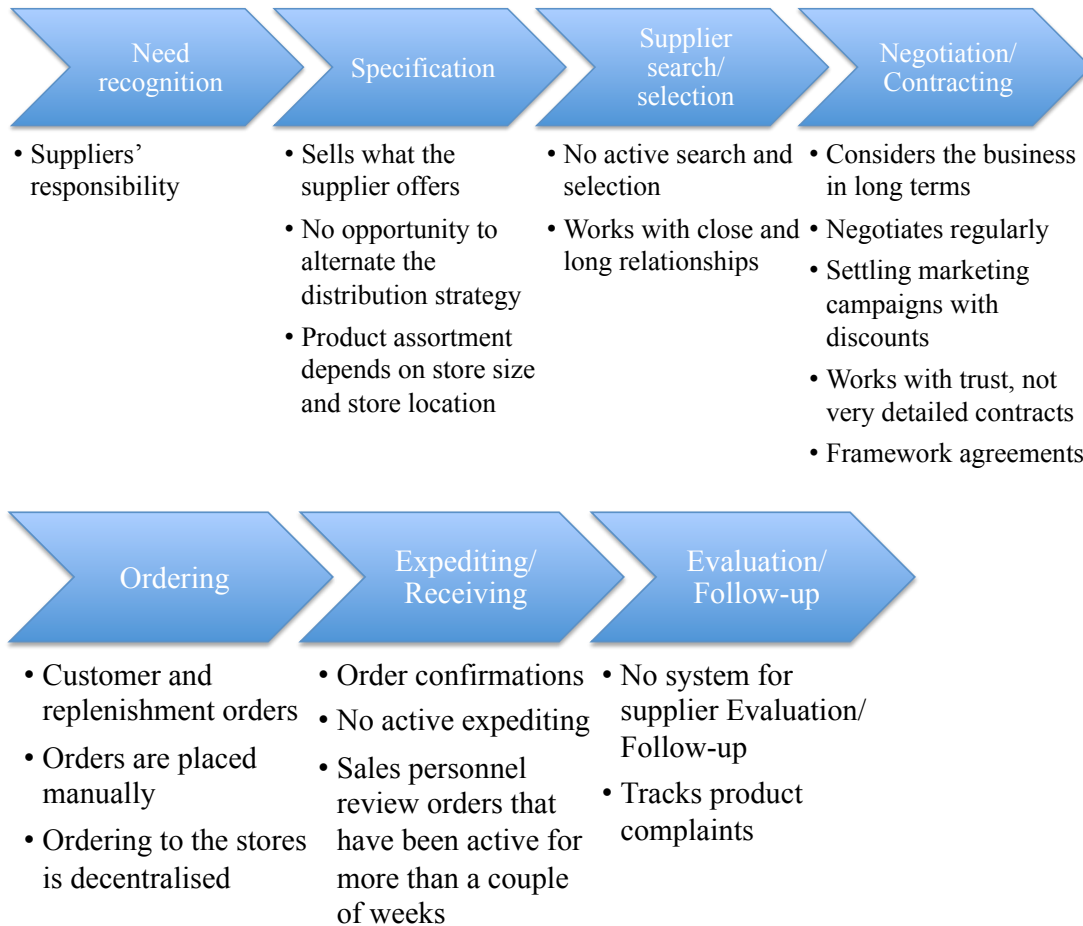 Need
recognition
• Suppliers’
responsibility
Specification
• Sells what the
supplier offers
• No opportunity to
alternate the
distribution strategy
• Product assortment
depends on store size
and store location
Supplier
search/
selection
• No active search and
selection
• Works with close and
long relationships
Negotiation/
Contracting
• Considers the business
in long terms
• Negotiates regularly
• Settling marketing
campaigns with
discounts
• Works with trust, not
very detailed contracts
• Framework agreements
Ordering
• Customer and
replenishment orders
• Orders are placed
manually
• Ordering to the stores
is decentralised
Expediting/
Receiving
• Order confirmations
• No active expediting
• Sales personnel
review orders that
have been active for
more than a couple
of weeks
Evaluation/
Follow-up
• No system for
supplier Evaluation/
Follow-up
• Tracks product
complaints